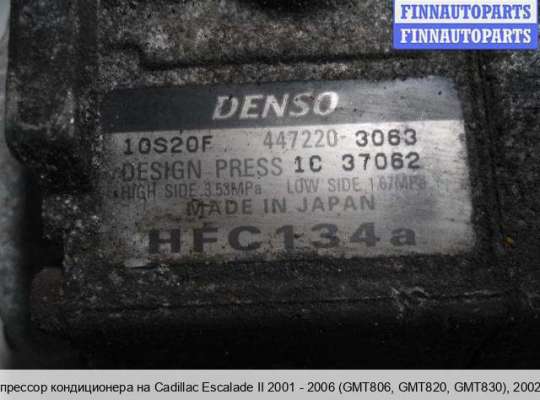 FINNAUTOPARTS
FINNAUTOPARTS
DENSO
10S20F 447220-3063
DESIGN PRESS 1C 37062
HIGH SIDE 3.53MPa LOW SIDE 1.67MPa
MADE IN JAPAN
HFC134a
прессор кондиционера на Cadillac Escalade II 2001 - 2006 (GMT806, GMT820, GMT830), 2002